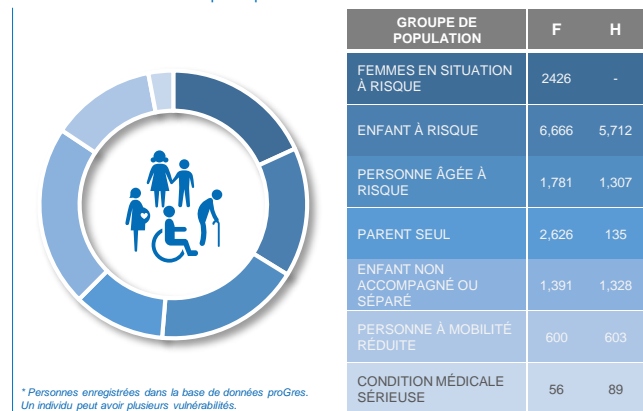 GROUPE DE POPULATION F H
FEMMES EN SITUATION À RISQUE 2426 -
ENFANT À RISQUE 6,666 5,712
PERSONNE ÂGÉE À RISQUE 1,781 1,307
PARENT SEUL 2,626 135
ENFANT NON ACCOMPAGNÉ OU SÉPARÉ 1,391 1,328
PERSONNE À MOBILITÉ RÉDUITE 600 603
CONDITION MÉDICALE SÉRIEUSE 56 89
* Personnes enregistrées dans la base de données proGres.
Un individu peut avoir plusieurs vulnérabilités.